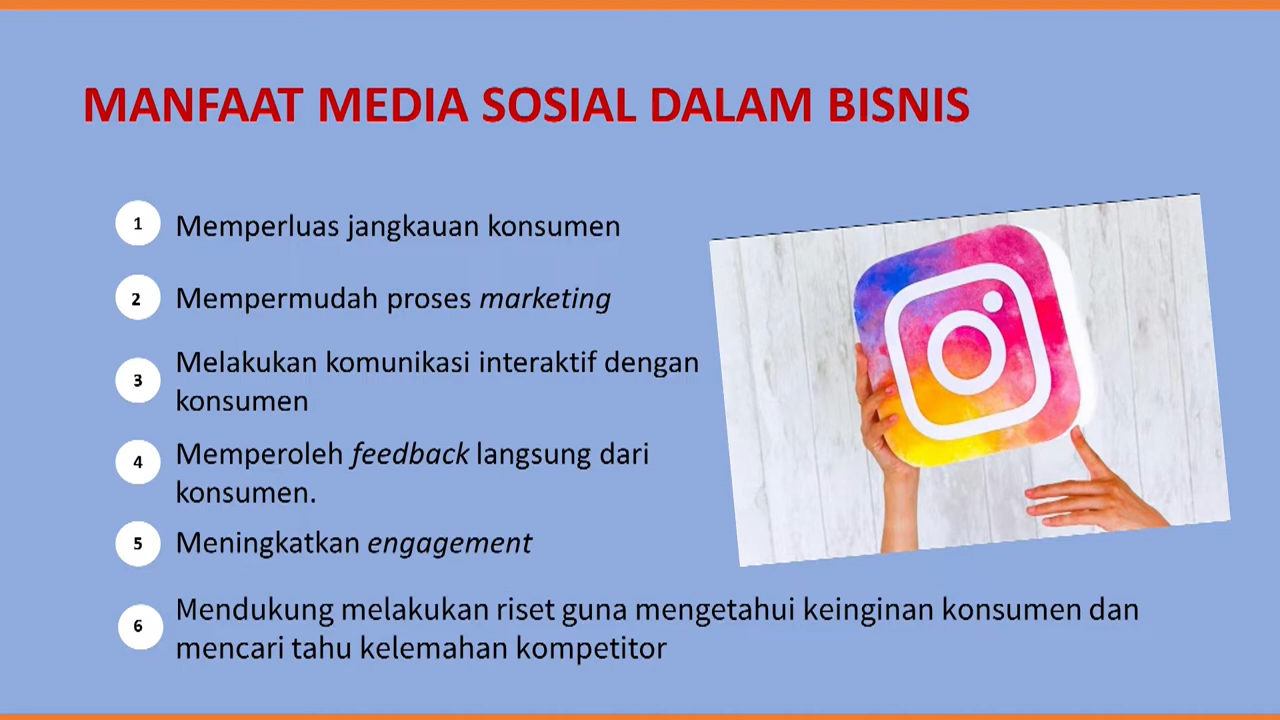 MANFAAT MEDIA SOSIAL DALAM BISNIS
1 Memperluas jangkauan konsumen
2 Mempermudah proses marketing
3 Melakukan komunikasi interaktif dengan
konsumen
4 Memperoleh feedback langsung dari
konsumen.
5 Meningkatkan engagement
6 Mendukung melakukan riset guna mengetahui keinginan konsumen dan
mencari tahu kelemahan kompetitor